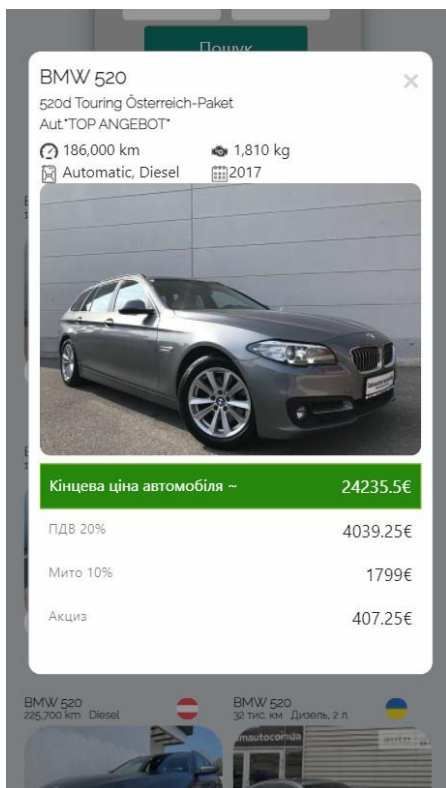 Пошук
BMW 520
520d Touring Österreich-Paket
Aut."TOP ANGEBOT"
186,000 km 1,810 kg
Automatic, Diesel 2017
Кінцева ціна автомобіля ~ 24235.5€
ПДВ 20% 4039.25€
Мито 10% 1799€
Акциз 407.25€
BMW 520 BMW 520
225,700 km Diesel 32 тис. км Дизель, 2 л.